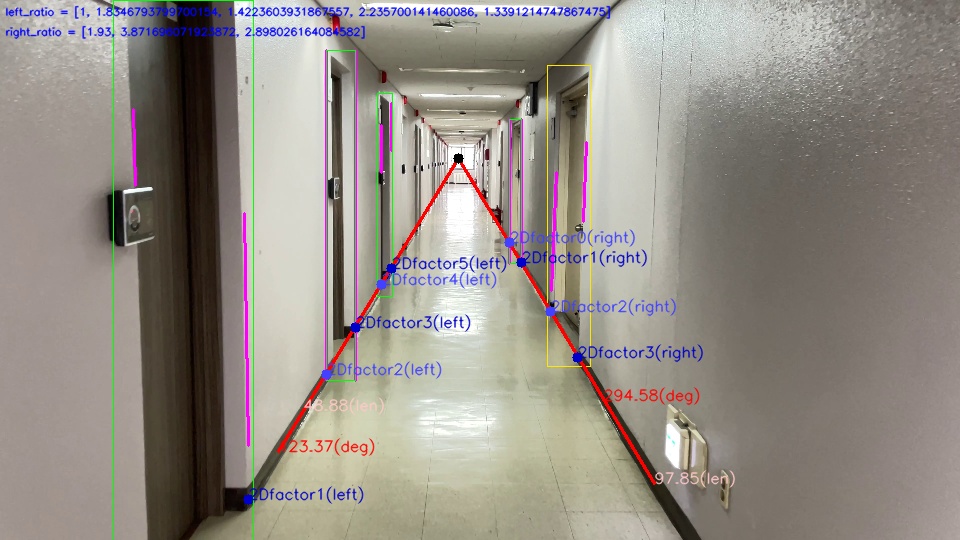 left_ratio = [1, 1.8346793799700154, 1.4223603931867557, 2.235700141460086, 1.3391214747867475]
right_ratio = [1.93, 3.871698071923872, 2.898026164084582]
2Dfactor0(right)
2Dfactor1(right)
2Dfactor5(left)
2Dfactor4(left)
2Dfactor2(right)
2Dfactor3(left)
2Dfactor3(right)
2Dfactor2(left)
294.58(deg)
23.37(deg)
97.85(len)
2Dfactor1(left)